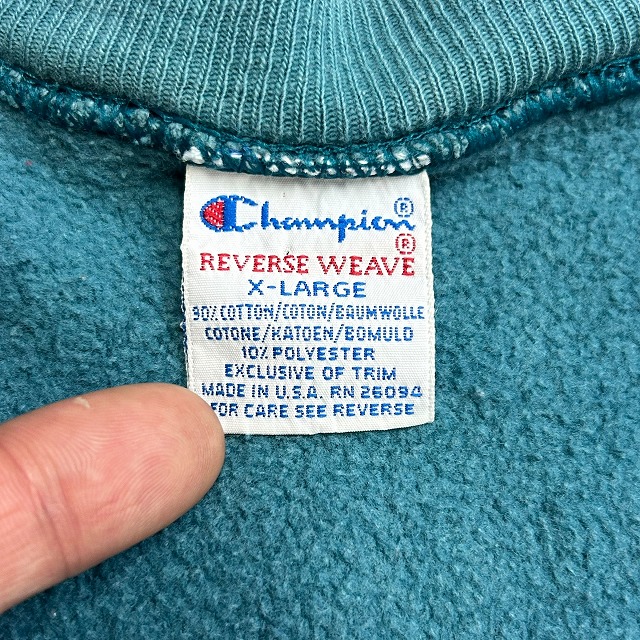 Champion®
®
REVERSE WEAVE
X-LARGE
90% COTTON/COTON/BAUMWOLLE
COTONE/KATOEN/BOMULD
10% POLYESTER
EXCLUSIVE OF TRIM
MADE IN U.S.A. RN 26094
FOR CARE SEE REVERSE